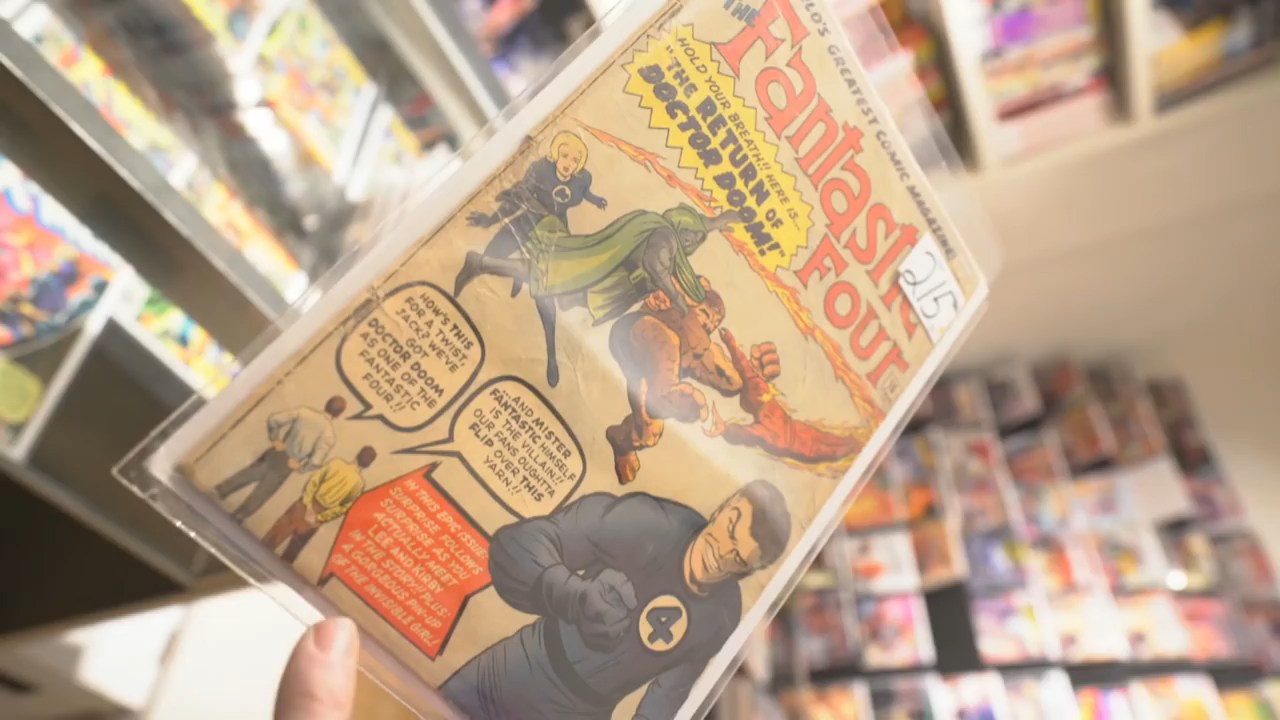 WORLD'S GREATEST COMIC MAGAZINE!
THE
FANTASTIC
FOUR
215
HOLD YOUR BREATH!! HERE IS...
"THE RETURN OF
DOCTOR DOOM!"
HOW'S THIS
FOR A TWIST,
JACK? WE'VE
GOT
DOCTOR DOOM
AS ONE OF THE
FANTASTIC
FOUR!!
...AND MISTER
FANTASTIC HIMSELF
IS THE VILLAIN!!
OUR FANS OUGHTTA
FLIP OVER THIS
YARN!!
IN THIS EPIC ISSUE
SURPRISE FOLLOWS
SURPRISE AS YOU
ACTUALLY MEET
LEE AND KIRBY
IN THE STORY!! PLUS:
A GORGEOUS PIN-UP
OF THE INVISIBLE GIRL!
4